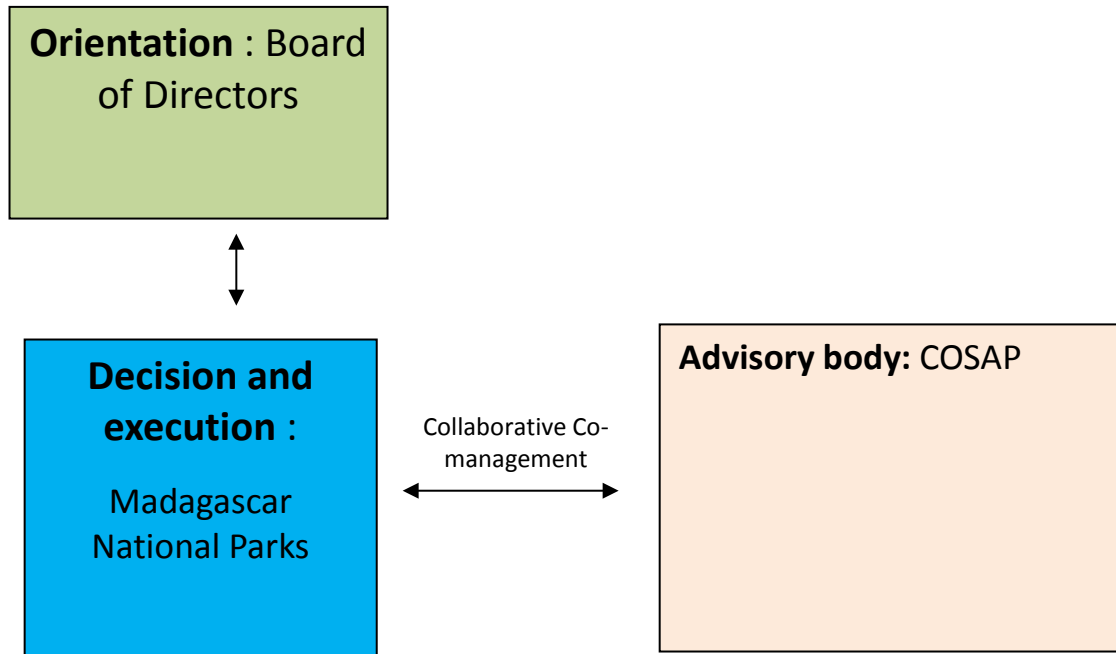 Orientation : Board
of Directors
Decision and
execution :
Madagascar
National Parks
Collaborative Co-
management
Advisory body: COSAP